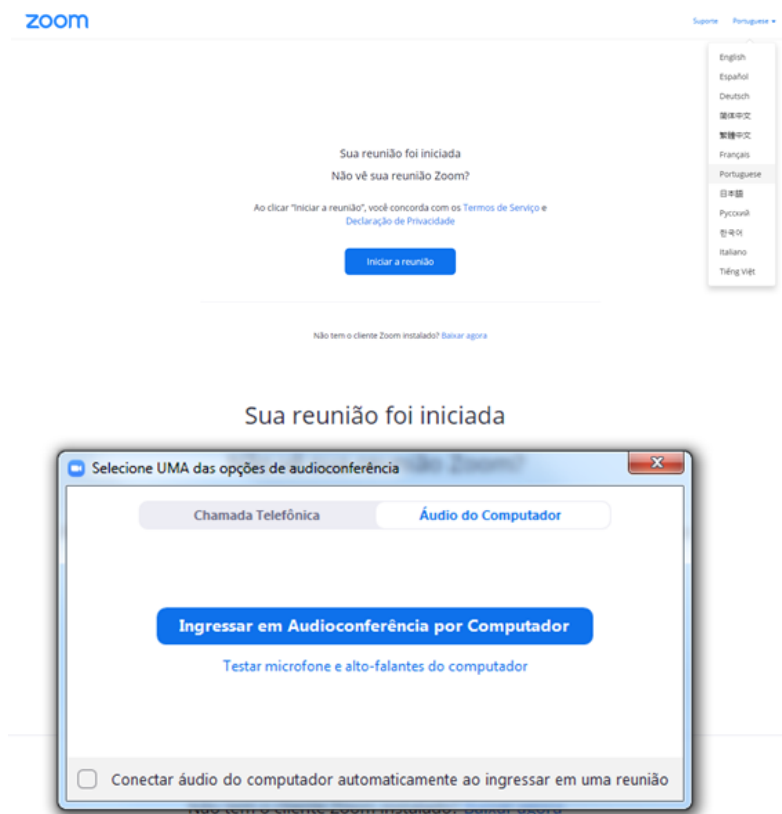 zoom
Suporte Portuguese
English
Español
Deutsch
简体中文
繁體中文
Français
Portuguese
日本語
Русский
한국어
Italiano
Tiếng Việt
Sua reunião foi iniciada
Não vê sua reunião Zoom?
Ao clicar "Iniciar a reunião", você concorda com os Termos de Serviço e
Declaração de Privacidade
Iniciar a reunião
Não tem o cliente Zoom instalado? Baixar agora
Sua reunião foi iniciada
Selecione UMA das opções de audioconferência
Chamada Telefônica Áudio do Computador
Ingressar em Audioconferência por Computador
Testar microfone e alto-falantes do computador
Conectar áudio do computador automaticamente ao ingressar em uma reunião